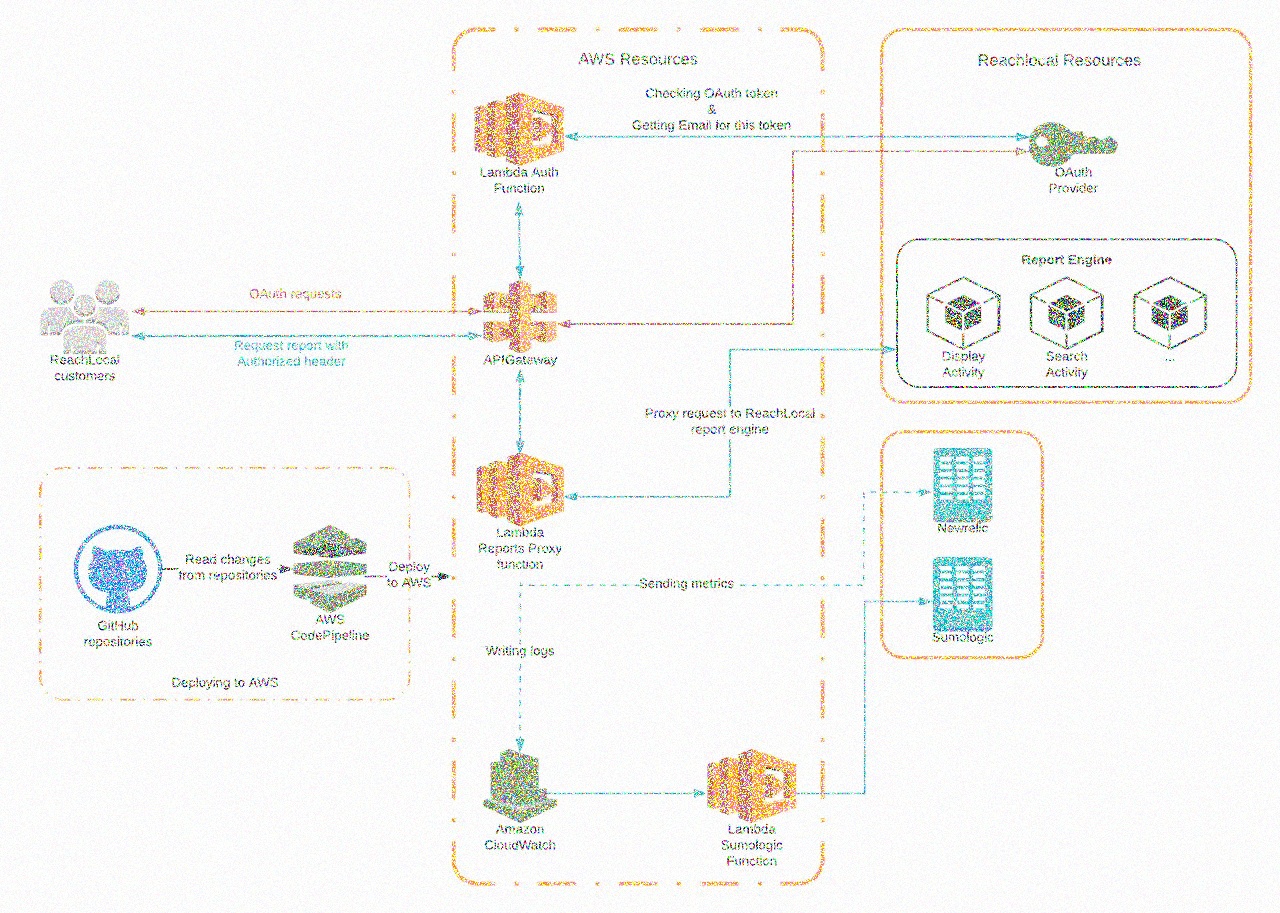 AWS Resources
Reachlocal Resources
Checking OAuth token
&
Getting Email for this token
Lambda Auth
Function
OAuth
Provider
Report Engine
OAuth requests
Request report with
Authorized header
ReachLocal
customers
APIGateway
Display
Activity
Search
Activity
...
Proxy request to ReachLocal
report engine
Lambda
Reports Proxy
function
Newrelic
Read changes
from repositories
Deploy
to AWS
Sending metrics
GitHub
repositories
AWS
CodePipeline
Sumologic
Writing logs
Deploying to AWS
Amazon
CloudWatch
Lambda
Sumologic
Function